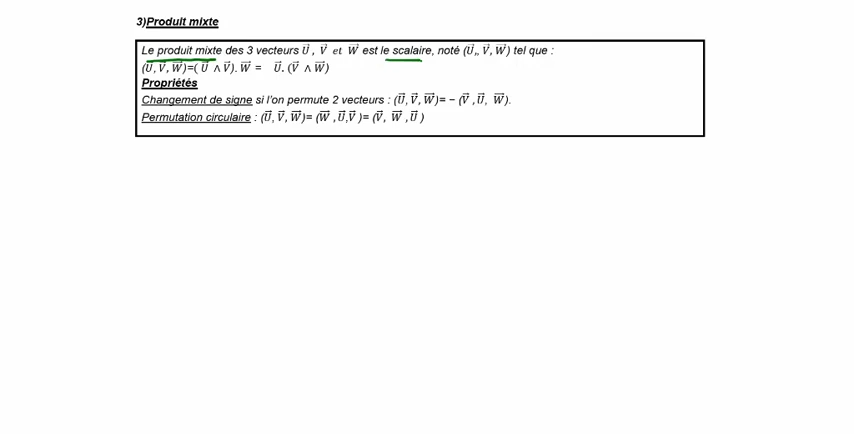 3)Produit mixte
Le produit mixte des 3 vecteurs U⃗ , V⃗ et W⃗ est le scalaire, noté (U⃗,, V⃗, W⃗) tel que :
(U⃗, V⃗, W⃗)=( U⃗ ∧ V⃗). W⃗ = U⃗. (V⃗ ∧ W⃗)
Propriétés
Changement de signe si l'on permute 2 vecteurs : (U⃗, V⃗, W⃗)= − (V⃗ , U⃗, W⃗).
Permutation circulaire : (U⃗, V⃗, W⃗)= (W⃗ , U⃗,V⃗ )= (V⃗, W⃗ , U⃗ )